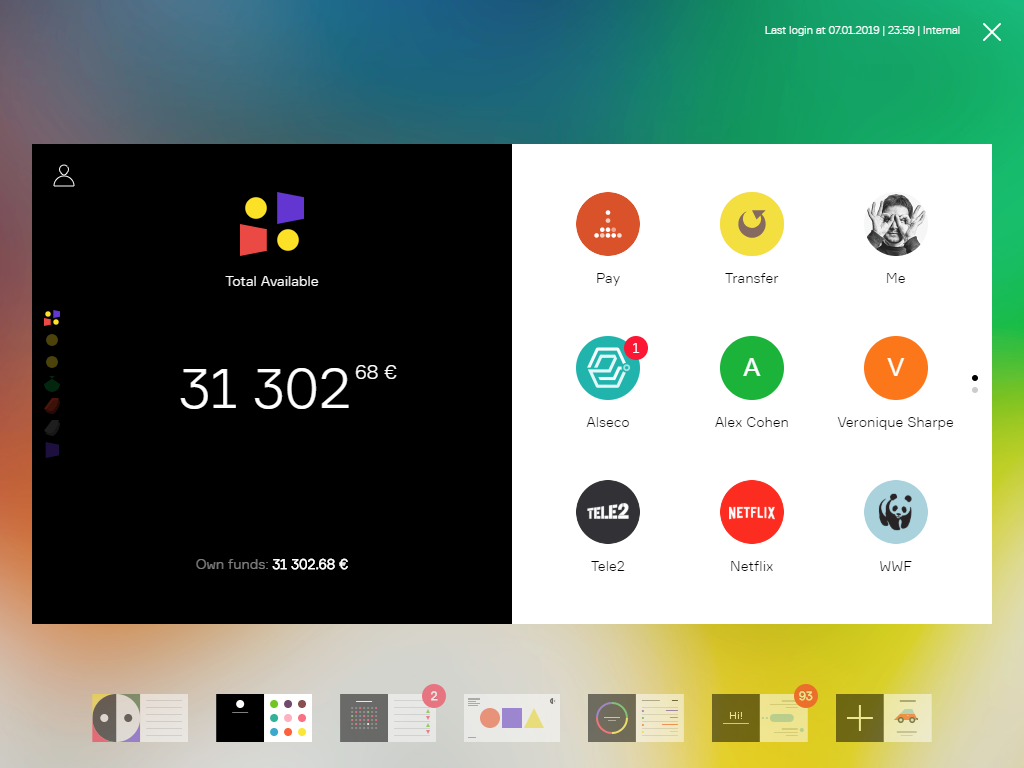 Last login at 07.01.2019 | 23:59 | Internal
Total Available
31 302 68 €
Own funds: 31 302.68 €
Pay
Transfer
Me
1
A
V
Alseco
Alex Cohen
Veronique Sharpe
TELE2
NETFLIX
Tele2
Netflix
WWF
2
93
Hi!